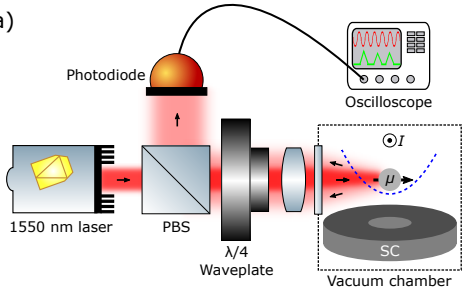 a)
Photodiode
Oscilloscope
I
μ
1550 nm laser
PBS
λ/4
Waveplate
SC
Vacuum chamber